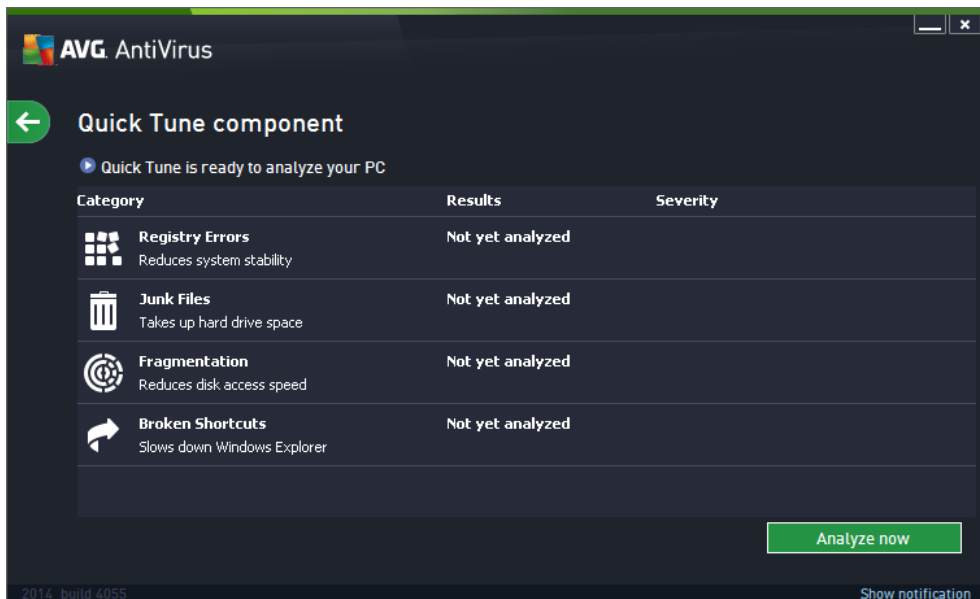 AVG. AntiVirus
Quick Tune component
Quick Tune is ready to analyze your PC
Category Results Severity
Registry Errors Not yet analyzed
Reduces system stability
Junk Files Not yet analyzed
Takes up hard drive space
Fragmentation Not yet analyzed
Reduces disk access speed
Broken Shortcuts Not yet analyzed
Slows down Windows Explorer
Analyze now
2014 build 4055 Show notification